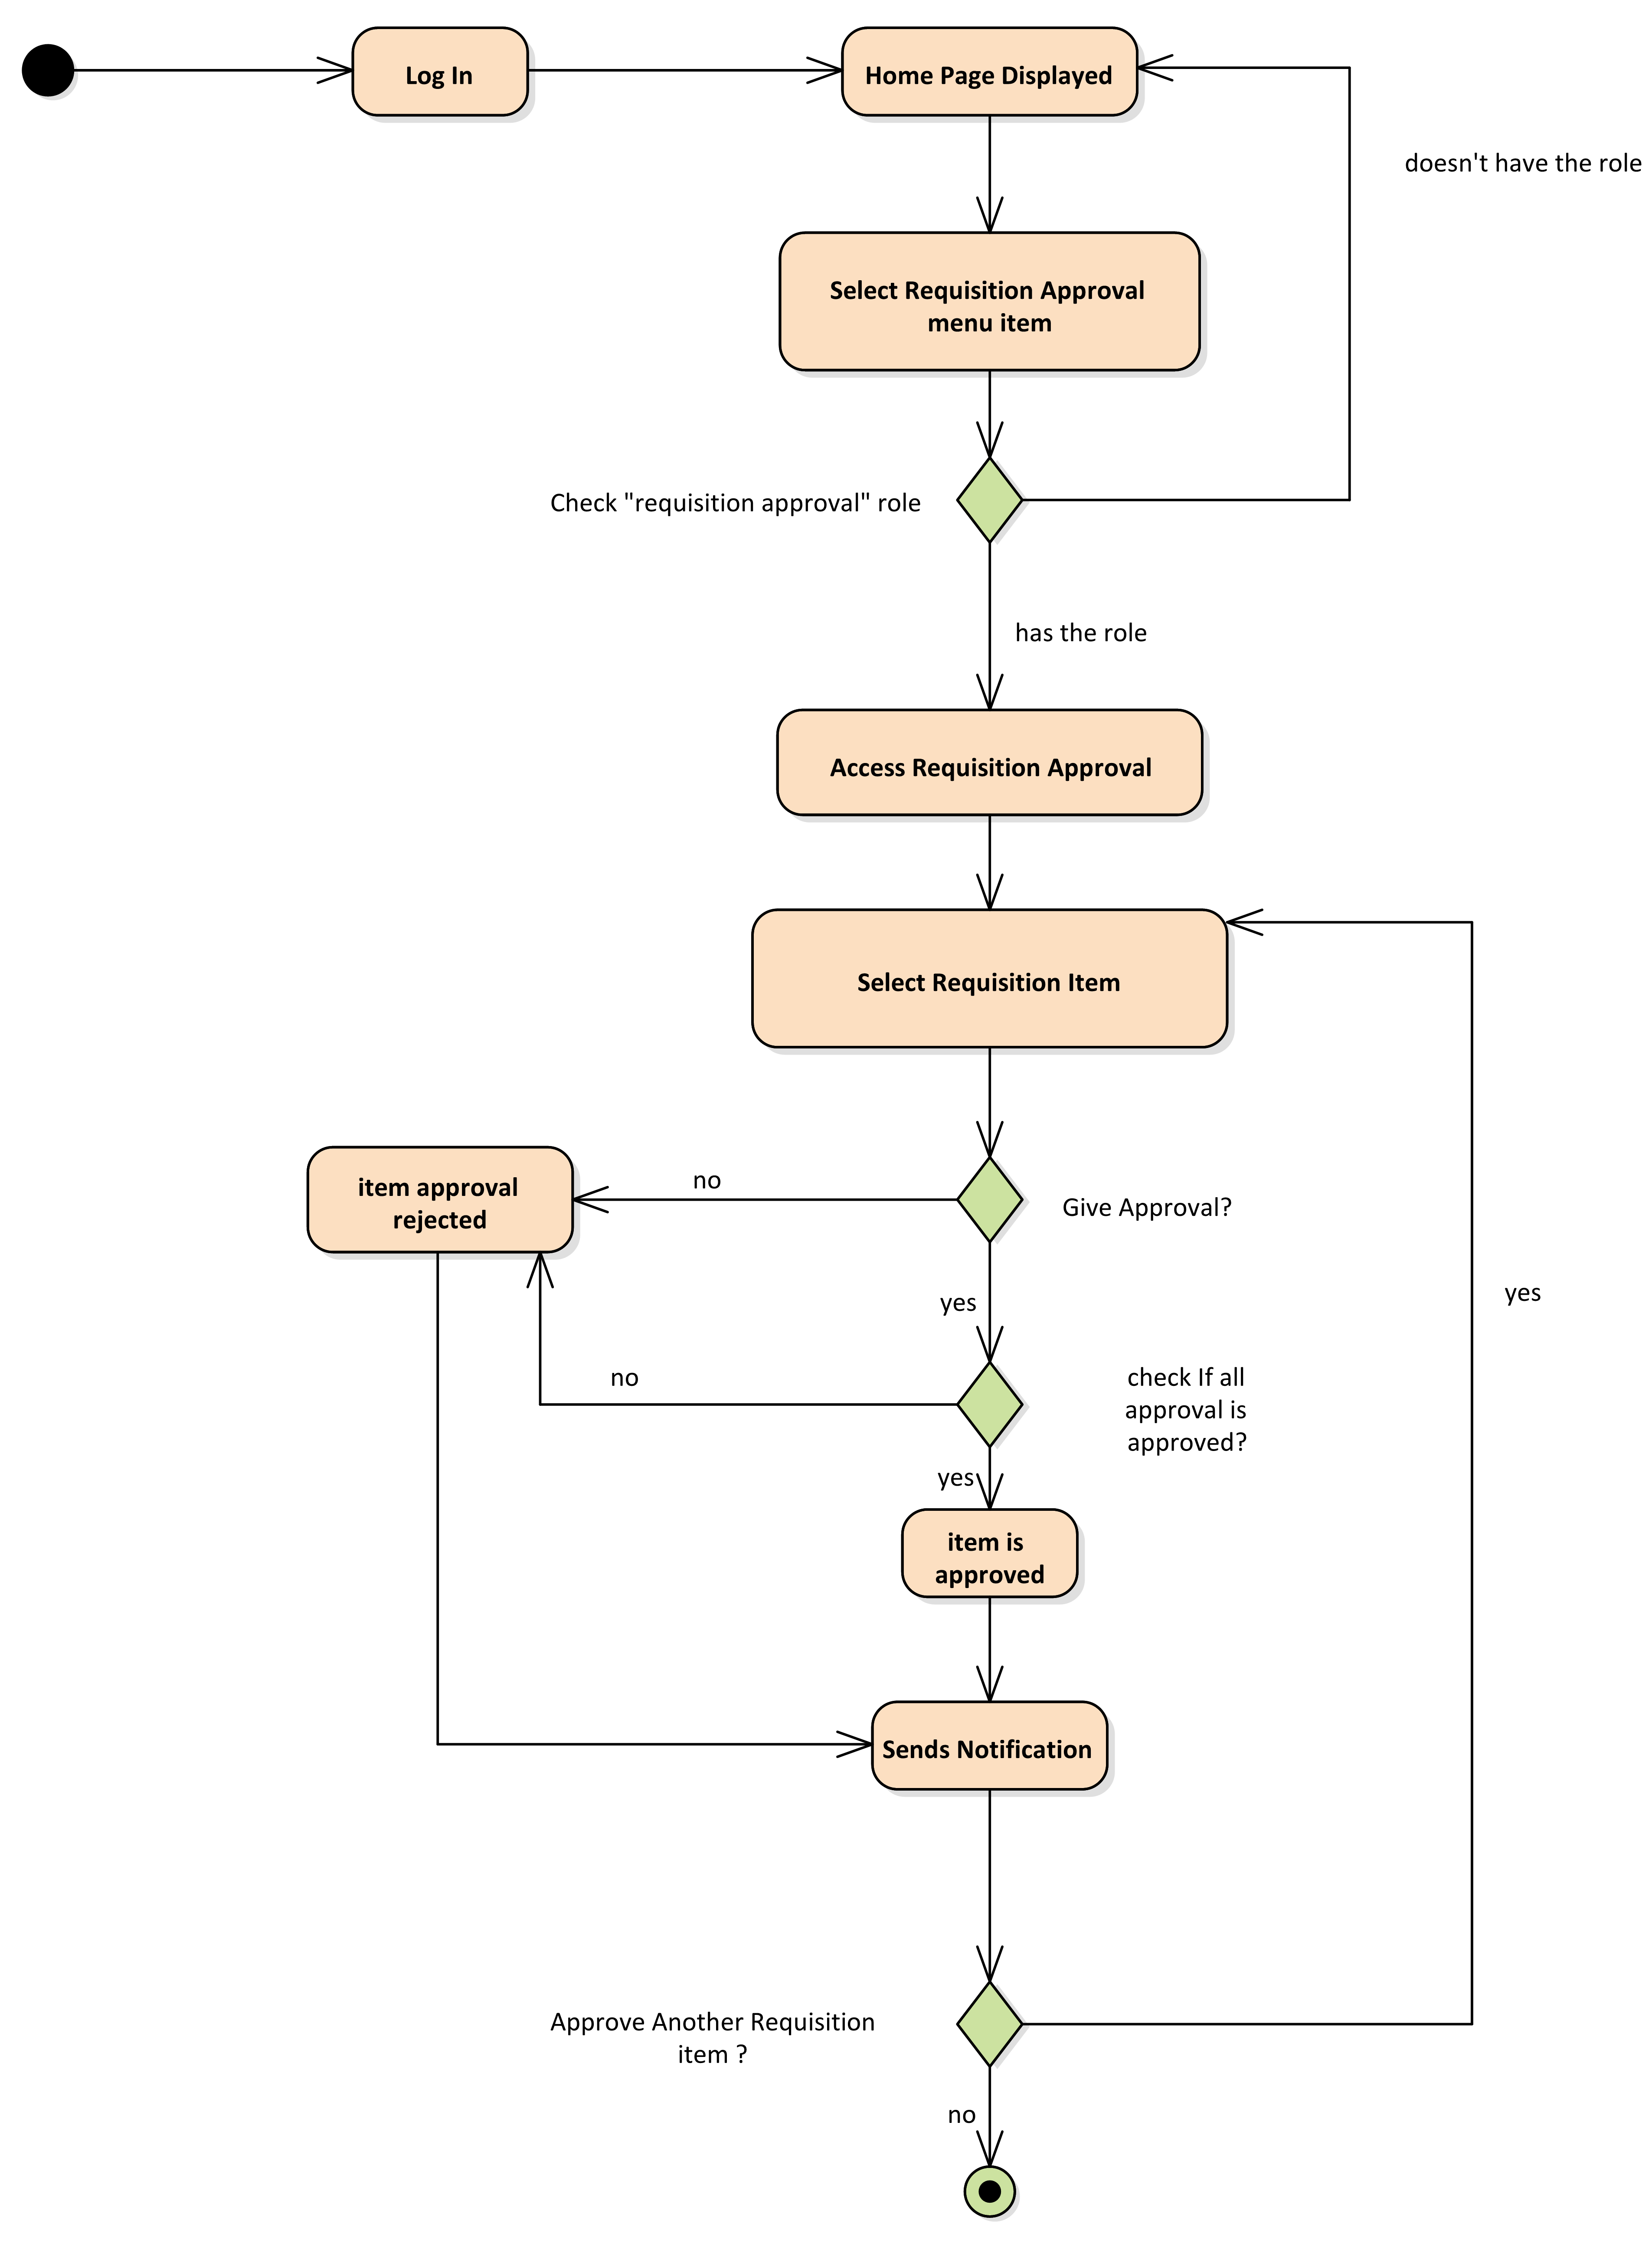 Log In
Home Page Displayed
doesn't have the role
Select Requisition Approval
menu item
Check "requisition approval" role
has the role
Access Requisition Approval
Select Requisition Item
item approval
rejected
no
Give Approval?
yes
yes
no
check If all
approval is
approved?
yes
item is
approved
Sends Notification
Approve Another Requisition
item ?
no